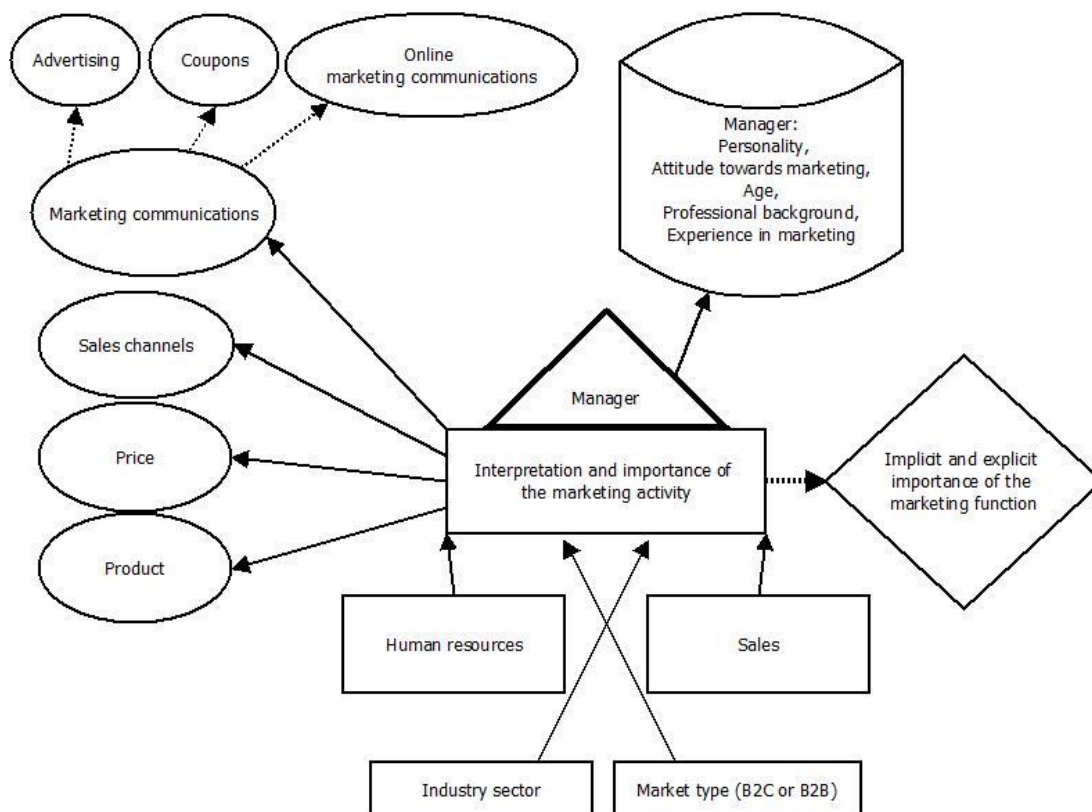 Advertising
Coupons
Online
marketing communications
Manager:
Personality,
Attitude towards marketing,
Age,
Professional background,
Experience in marketing
Marketing communications
Sales channels
Manager
Price
Interpretation and importance of
the marketing activity
Implicit and explicit
importance of the
marketing function
Product
Human resources
Sales
Industry sector
Market type (B2C or B2B)